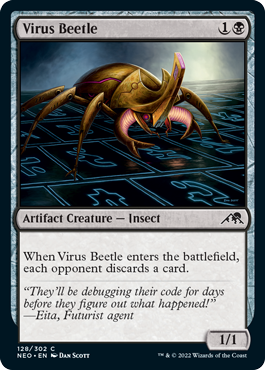 Virus Beetle 1
Artifact Creature — Insect
When Virus Beetle enters the battlefield,
each opponent discards a card.
“They’ll be debugging their code for days
before they figure out what happened!”
—Eita, Futurist agent
1/1
128/302 C
NEO • EN DAN SCOTT
™ & © 2022 Wizards of the Coast